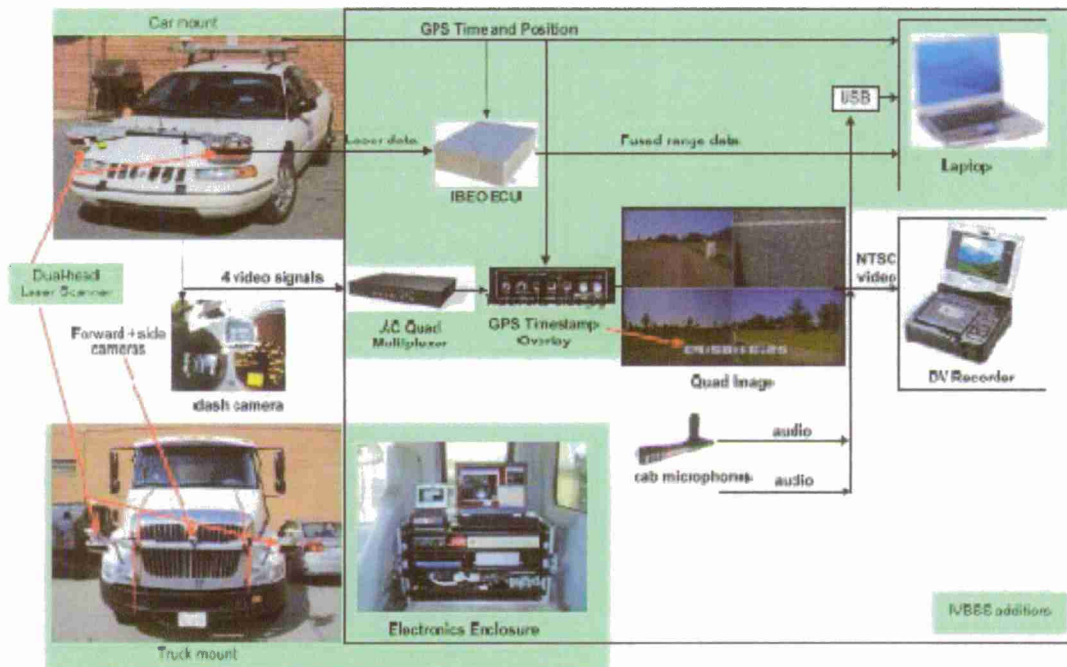 Car mount
GPS Time and Position
USB
Laser data
Fused range data
Laptop
IBEO ECU
Dual-head
Laser Scanner
4 video signals
NTSC
video
Forward + side
cameras
A/C Quad
Multiplexer
GPS Timestamp
Overlay
Quad Image
DV Recorder
dash camera
audio
cab microphones
audio
Electronics Enclosure
IVBSS additions
Truck mount